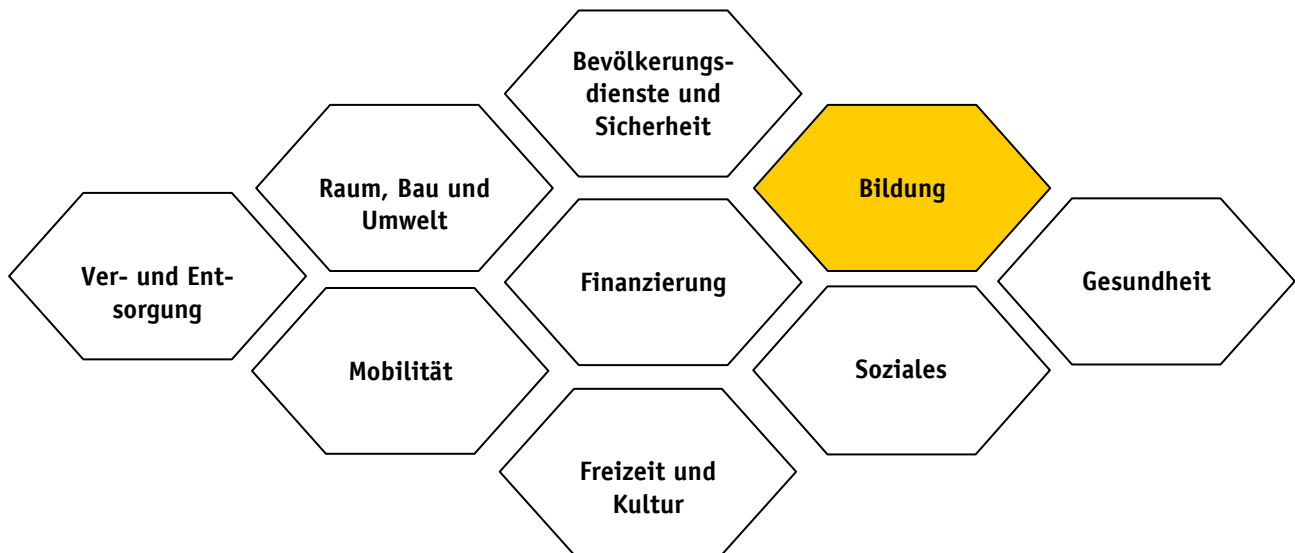 Bevölkerungs-
dienste und
Sicherheit
Raum, Bau und
Umwelt
Bildung
Ver- und Ent-
sorgung
Finanzierung
Gesundheit
Mobilität
Soziales
Freizeit und
Kultur